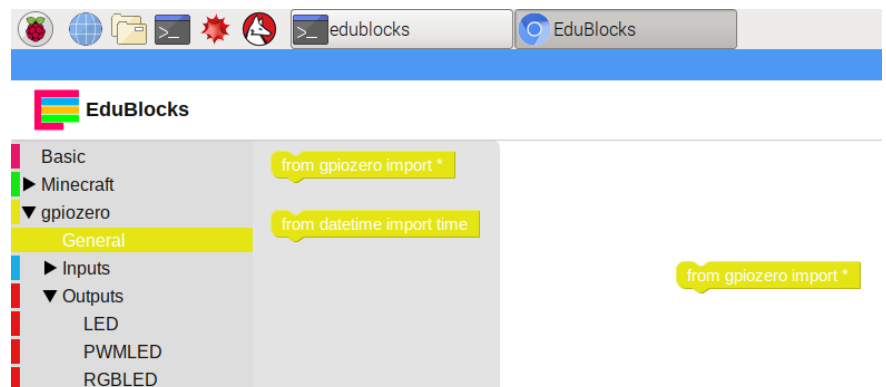 edublocks
EduBlocks
EduBlocks
Basic
Minecraft
gpiozero
General
Inputs
Outputs
LED
PWMLED
RGBLED
from gpiozero import *
from datetime import time
from gpiozero import *